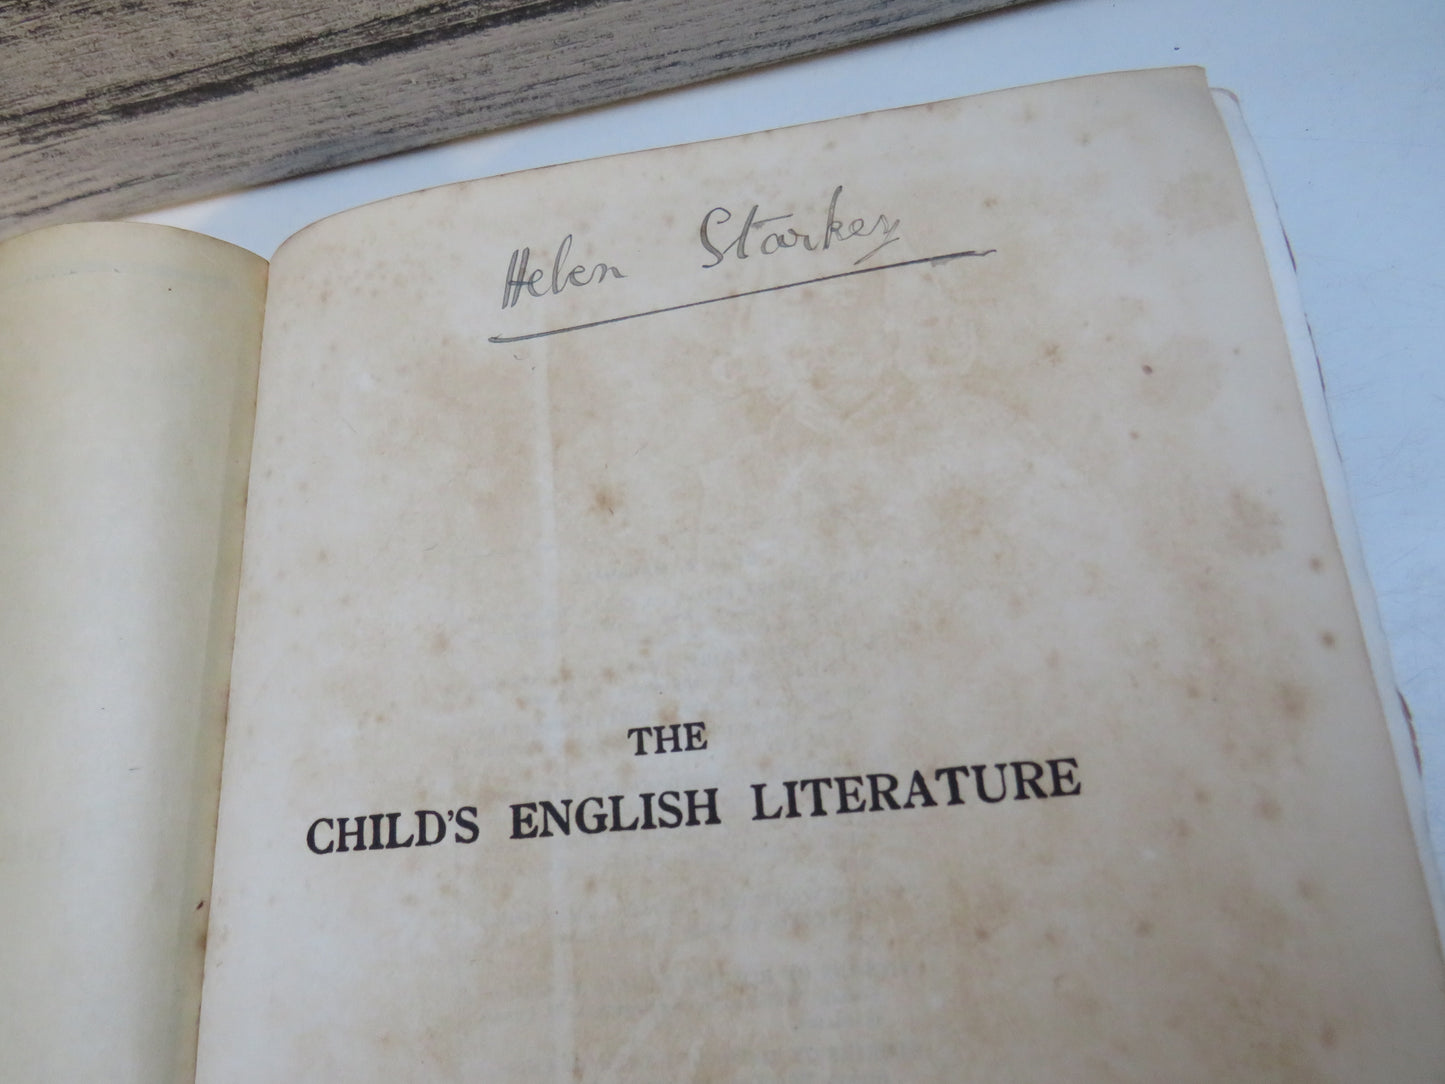 Helen Starkey
THE
CHILD'S ENGLISH LITERATURE